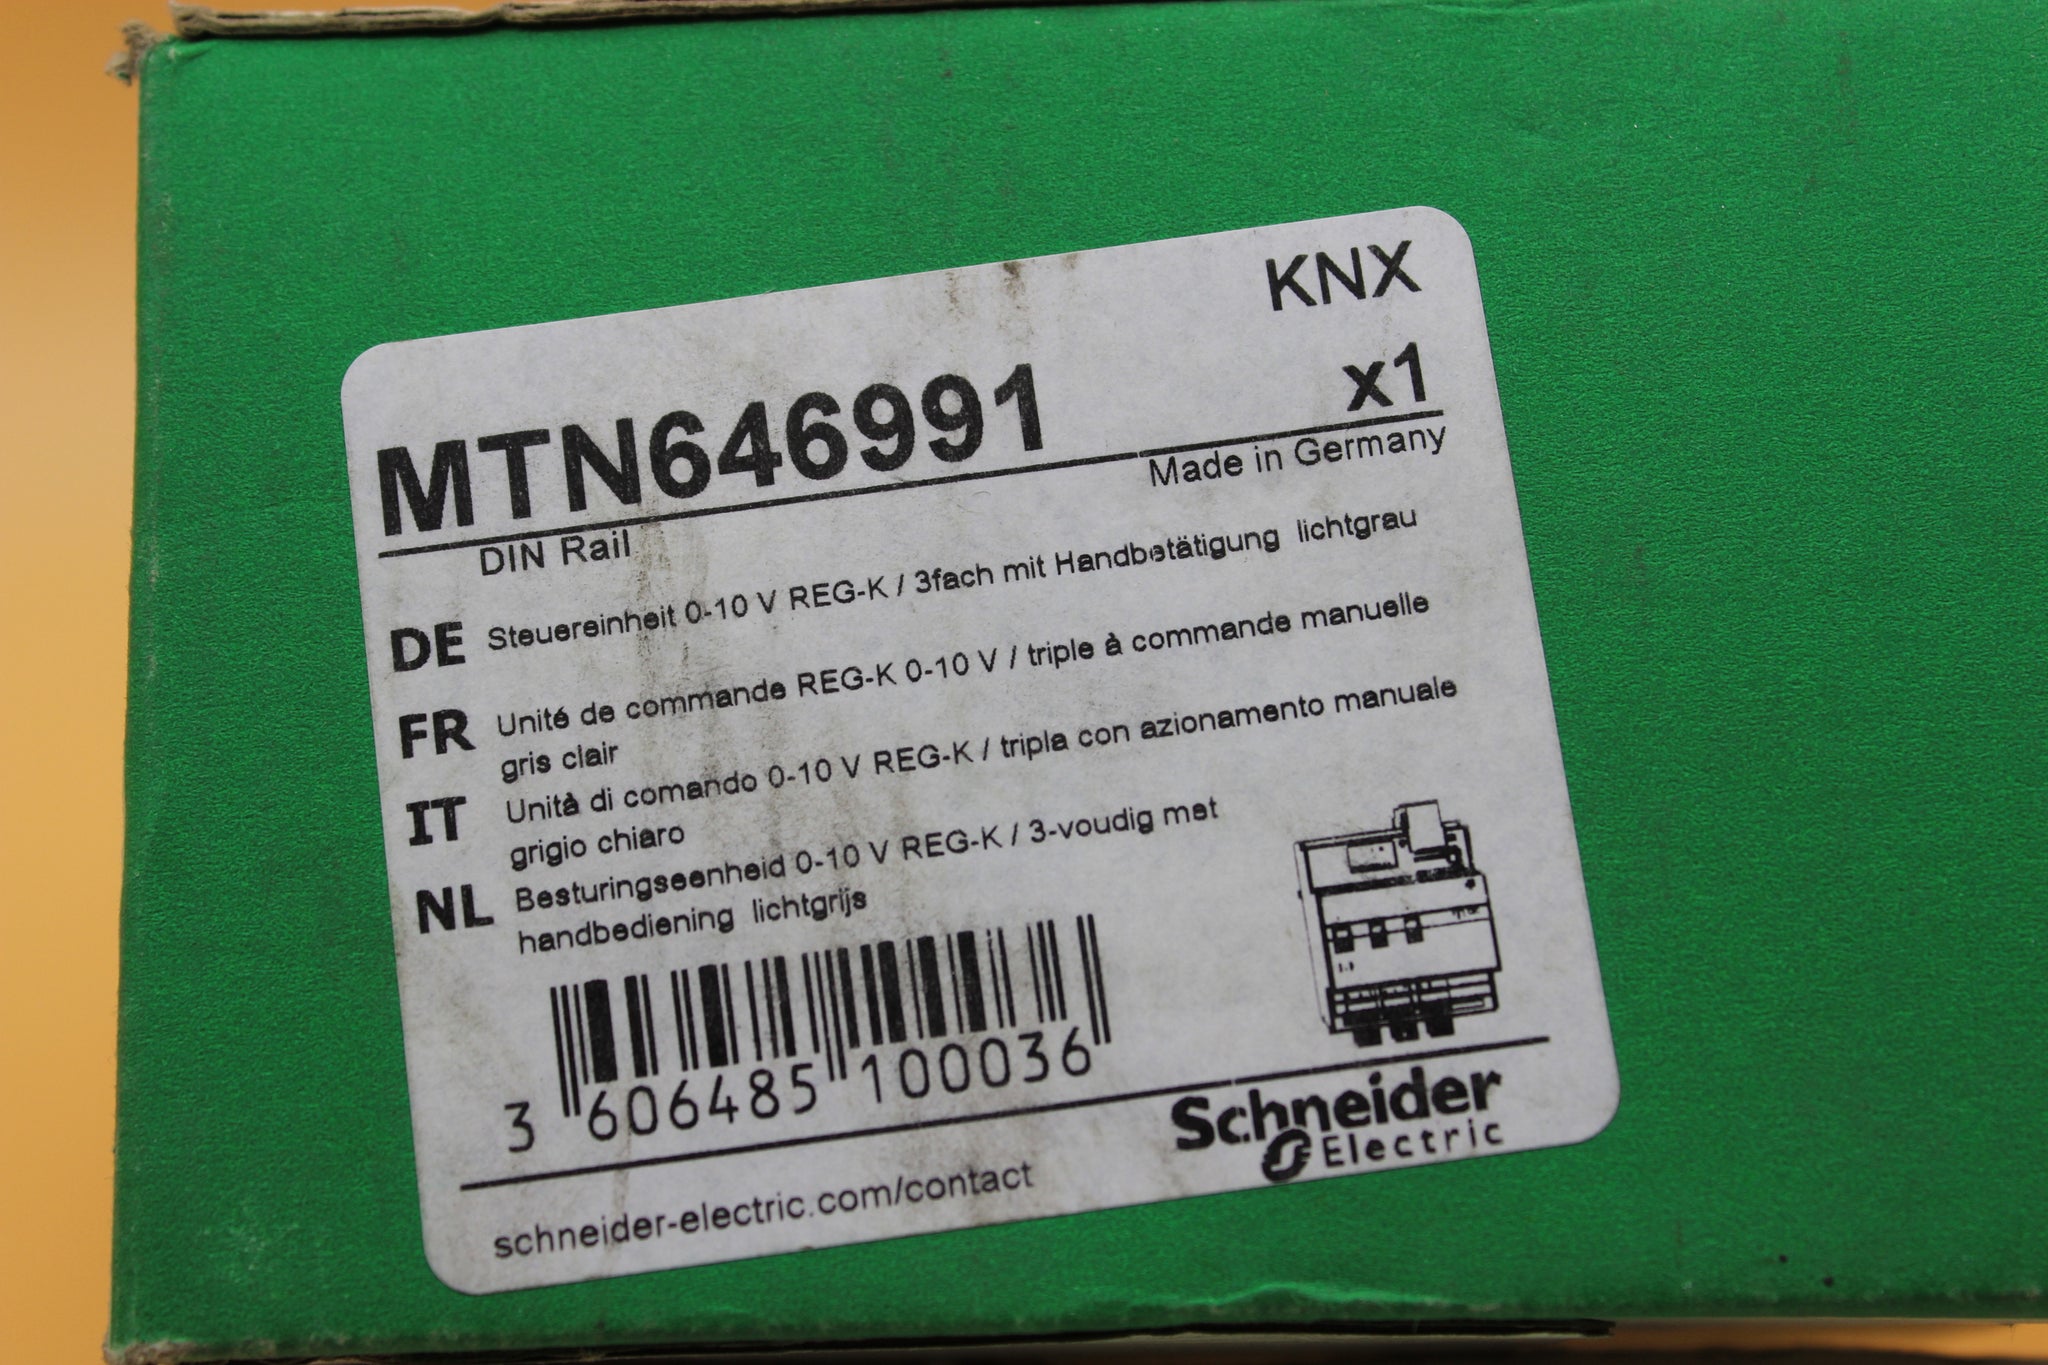 KNX
MTN646991 x1
DIN Rail Made in Germany
DE Steuereinheit 0-10 V REG-K / 3fach mit Handbetätigung lichtgrau
FR Unité de commande REG-K 0-10 V / triple à commande manuelle
gris clair
IT Unità di comando 0-10 V REG-K / tripla con azionamento manuale
grigio chiaro
NL Besturingseenheid 0-10 V REG-K / 3-voudig met
handbediening lichtgrijs
3 606485 100036
Schneider
Electric
schneider-electric.com/contact